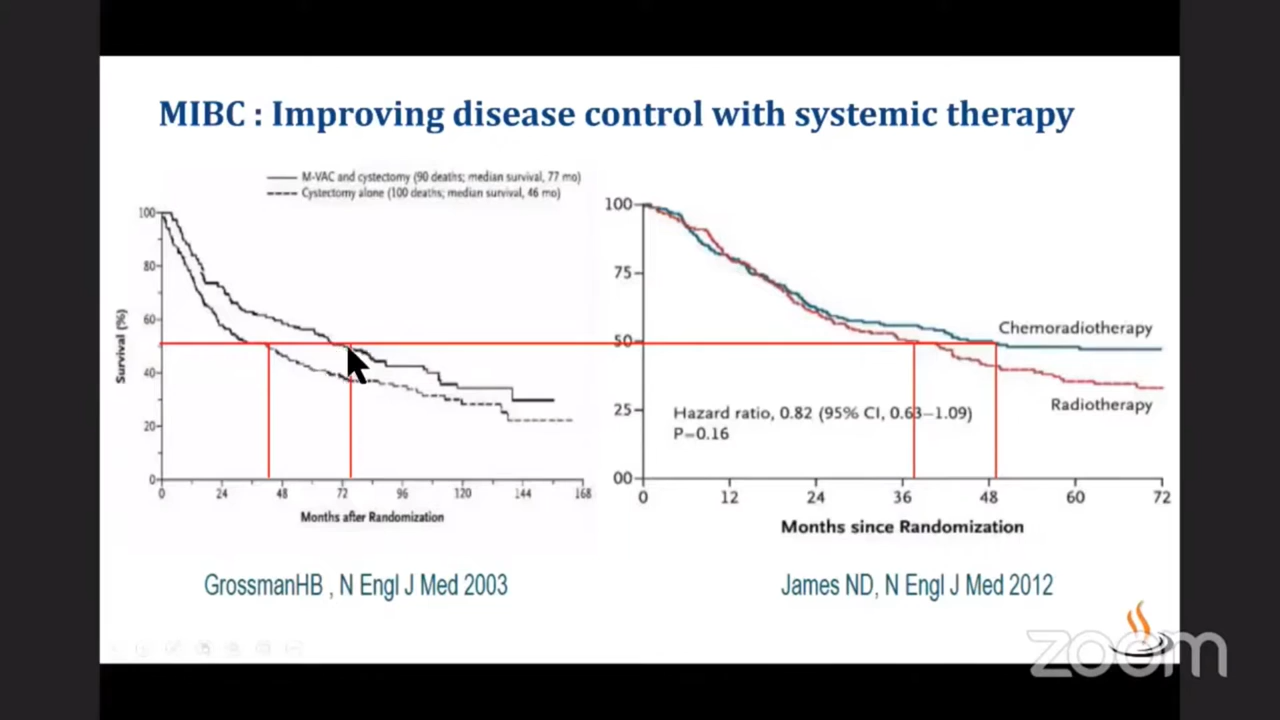 MIBC : Improving disease control with systemic therapy
M-VAC and cystectomy (90 deaths; median survival, 77 mo)
Cystectomy alone (100 deaths; median survival, 46 mo)
Survival (%)
100
80
60
40
20
0
0 24 48 72 96 120 144 168
Months after Randomization
GrossmanHB , N Engl J Med 2003
100
75
50
25
00
Chemoradiotherapy
Radiotherapy
Hazard ratio, 0.82 (95% CI, 0.63–1.09)
P=0.16
0 12 24 36 48 60 72
Months since Randomization
James ND, N Engl J Med 2012
zoom